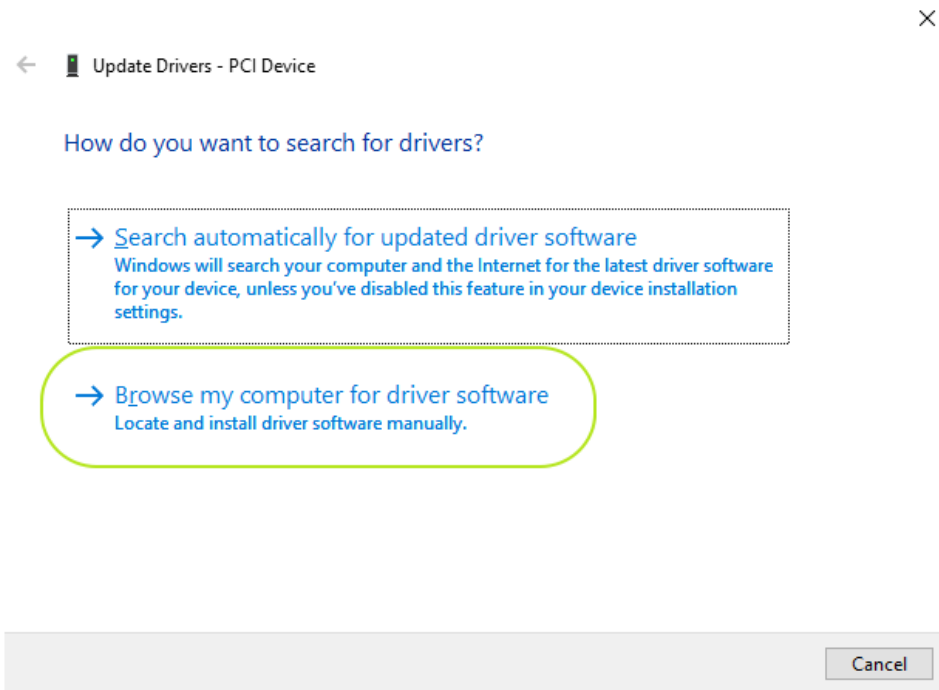 Update Drivers - PCI Device
How do you want to search for drivers?
Search automatically for updated driver software
Windows will search your computer and the Internet for the latest driver software
for your device, unless you've disabled this feature in your device installation
settings.
Browse my computer for driver software
Locate and install driver software manually.
Cancel